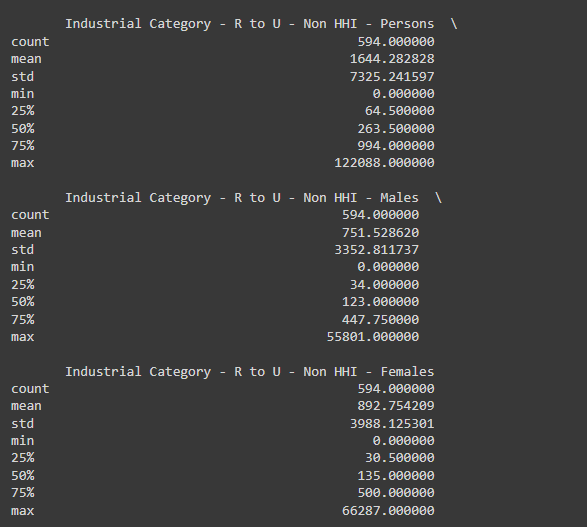 Industrial Category - R to U - Non HHI - Persons \
count 594.000000
mean 1644.282828
std 7325.241597
min 0.000000
25% 64.500000
50% 263.500000
75% 994.000000
max 122088.000000
Industrial Category - R to U - Non HHI - Males \
count 594.000000
mean 751.528620
std 3352.811737
min 0.000000
25% 34.000000
50% 123.000000
75% 447.750000
max 55801.000000
Industrial Category - R to U - Non HHI - Females
count 594.000000
mean 892.754209
std 3988.125301
min 0.000000
25% 30.500000
50% 135.000000
75% 500.000000
max 66287.000000